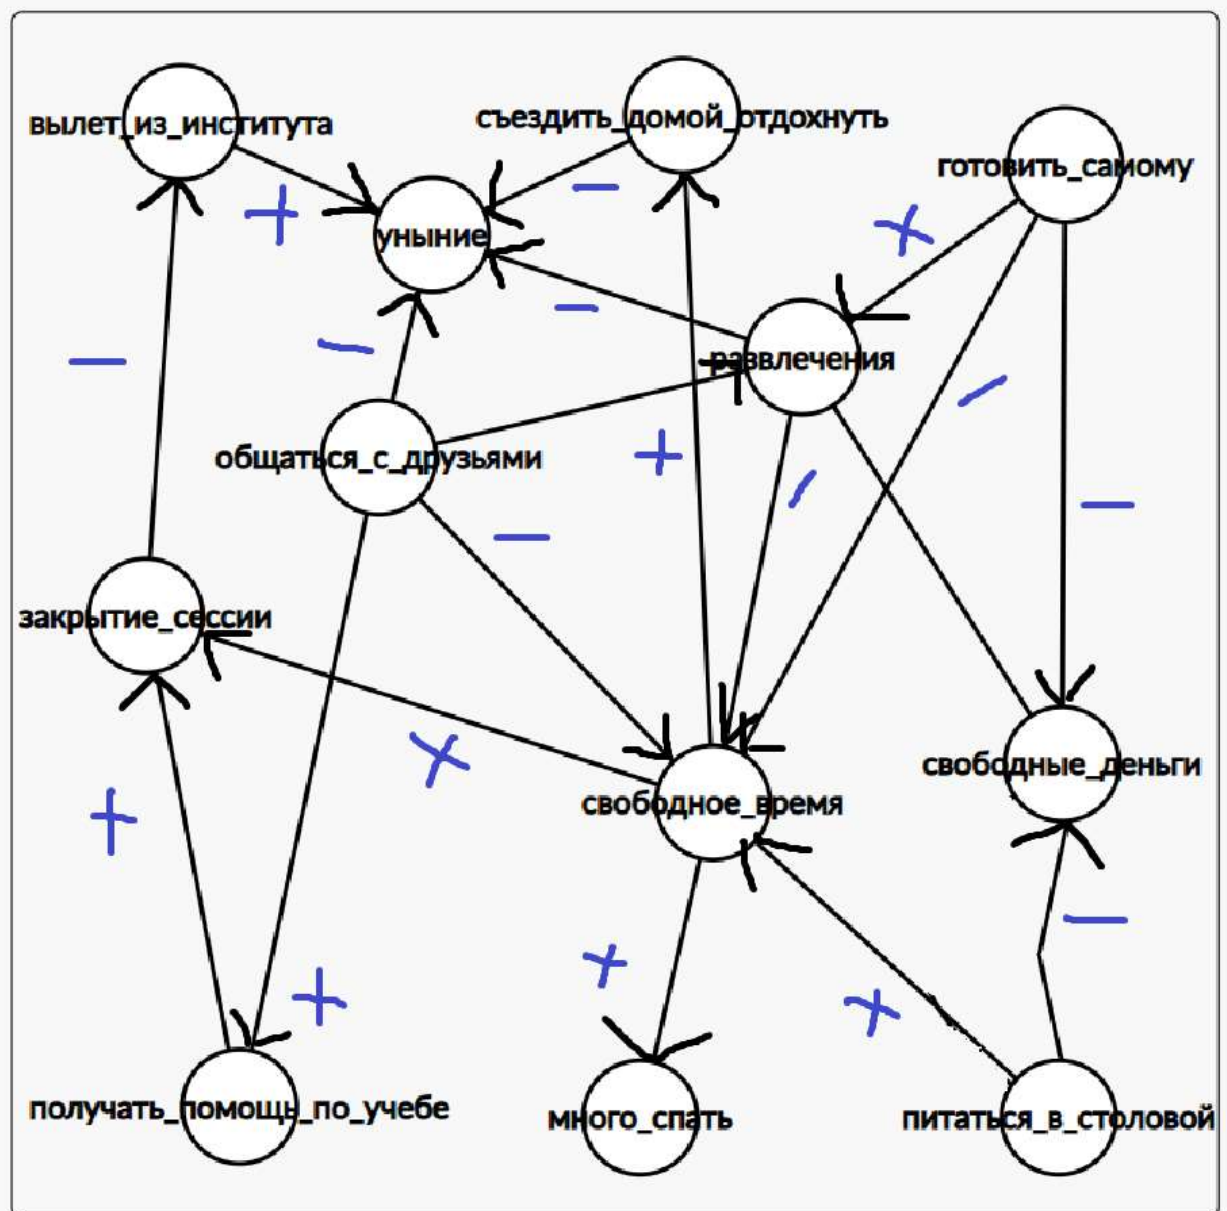 съездить_домой_отдохнуть
вылет_из_института
готовить_самому
уныние
развлечения
общаться_с_друзьями
закрытие_сессии
свободные_деньги
свободное_время
получать_помощь_по_учебе
много_спать
питаться_в_столовой
+
−
+
−
−
−
−
+
−
−
−
+
+
+
+
+
−